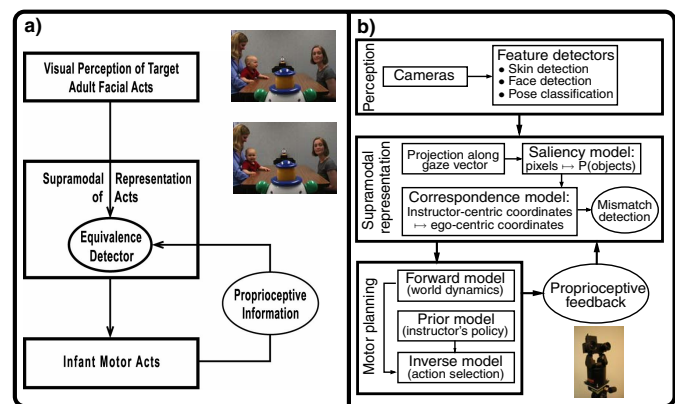 a)
Visual Perception of Target
Adult Facial Acts
Supramodal Representation
of Acts
Equivalence
Detector
Proprioceptive
Information
Infant Motor Acts
b)
Perception
Cameras
Feature detectors
● Skin detection
● Face detection
● Pose classification
Supramodal
representation
Projection along
gaze vector
Saliency model:
pixels ↦ P(objects)
Correspondence model:
Instructor-centric coordinates
↦ ego-centric coordinates
Mismatch
detection
Motor planning
Forward model
(world dynamics)
Prior model
(instructor's policy)
Inverse model
(action selection)
Proprioceptive
feedback